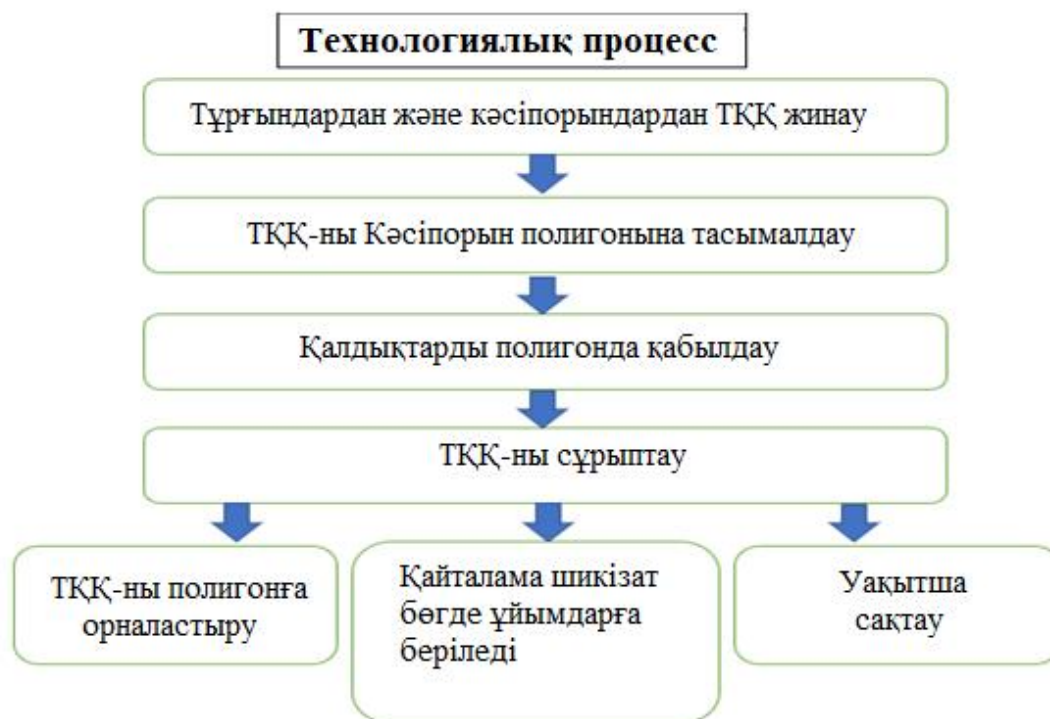 Технологиялық процесс
Тұрғындардан және кәсіпорындардан ТҚҚ жинау
ТҚҚ-ны Кәсіпорын полигонына тасымалдау
Қалдықтарды полигонда қабылдау
ТҚҚ-ны сұрыптау
ТҚҚ-ны полигонға
орналастыру
Қайталама шикізат
бөгде ұйымдарға
беріледі
Уақытша
сақтау